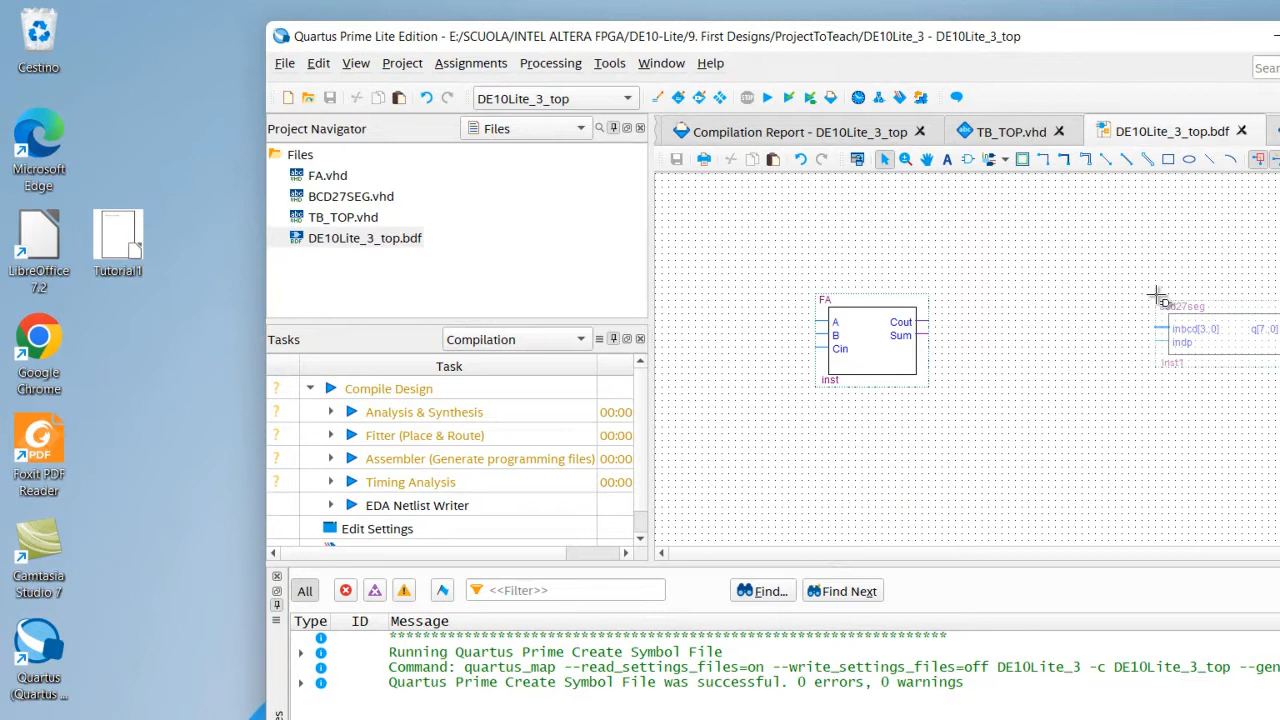 Cestino
Microsoft
Edge
LibreOffice
7.2
Tutorial1
Google
Chrome
PDF
Foxit PDF
Reader
Camtasia
Studio 7
Quartus
(Quartus ...
Quartus Prime Lite Edition - E:/SCUOLA/INTEL ALTERA FPGA/DE10-Lite/9. First Designs/ProjectToTeach/DE10Lite_3 - DE10Lite_3_top
File Edit View Project Assignments Processing Tools Window Help
Sear
DE10Lite_3_top
STOP
Project Navigator Files
Compilation Report - DE10Lite_3_top TB_TOP.vhd DE10Lite_3_top.bdf
Files
FA.vhd
BCD27SEG.vhd
TB_TOP.vhd
DE10Lite_3_top.bdf
A
FA
A Cout
B Sum
Cin
inst
inbcd[3..0] q[7..0]
indp
inst1
Tasks Compilation
Task
? Compile Design
? Analysis & Synthesis 00:00
? Fitter (Place & Route) 00:00
? Assembler (Generate programming files) 00:00
? Timing Analysis 00:00
EDA Netlist Writer
Edit Settings
All <<Filter>> Find... Find Next
Type ID Message
*******************************************************************
Running Quartus Prime Create Symbol File
Command: quartus_map --read_settings_files=on --write_settings_files=off DE10Lite_3 -c DE10Lite_3_top --gen
Quartus Prime Create Symbol File was successful. 0 errors, 0 warnings